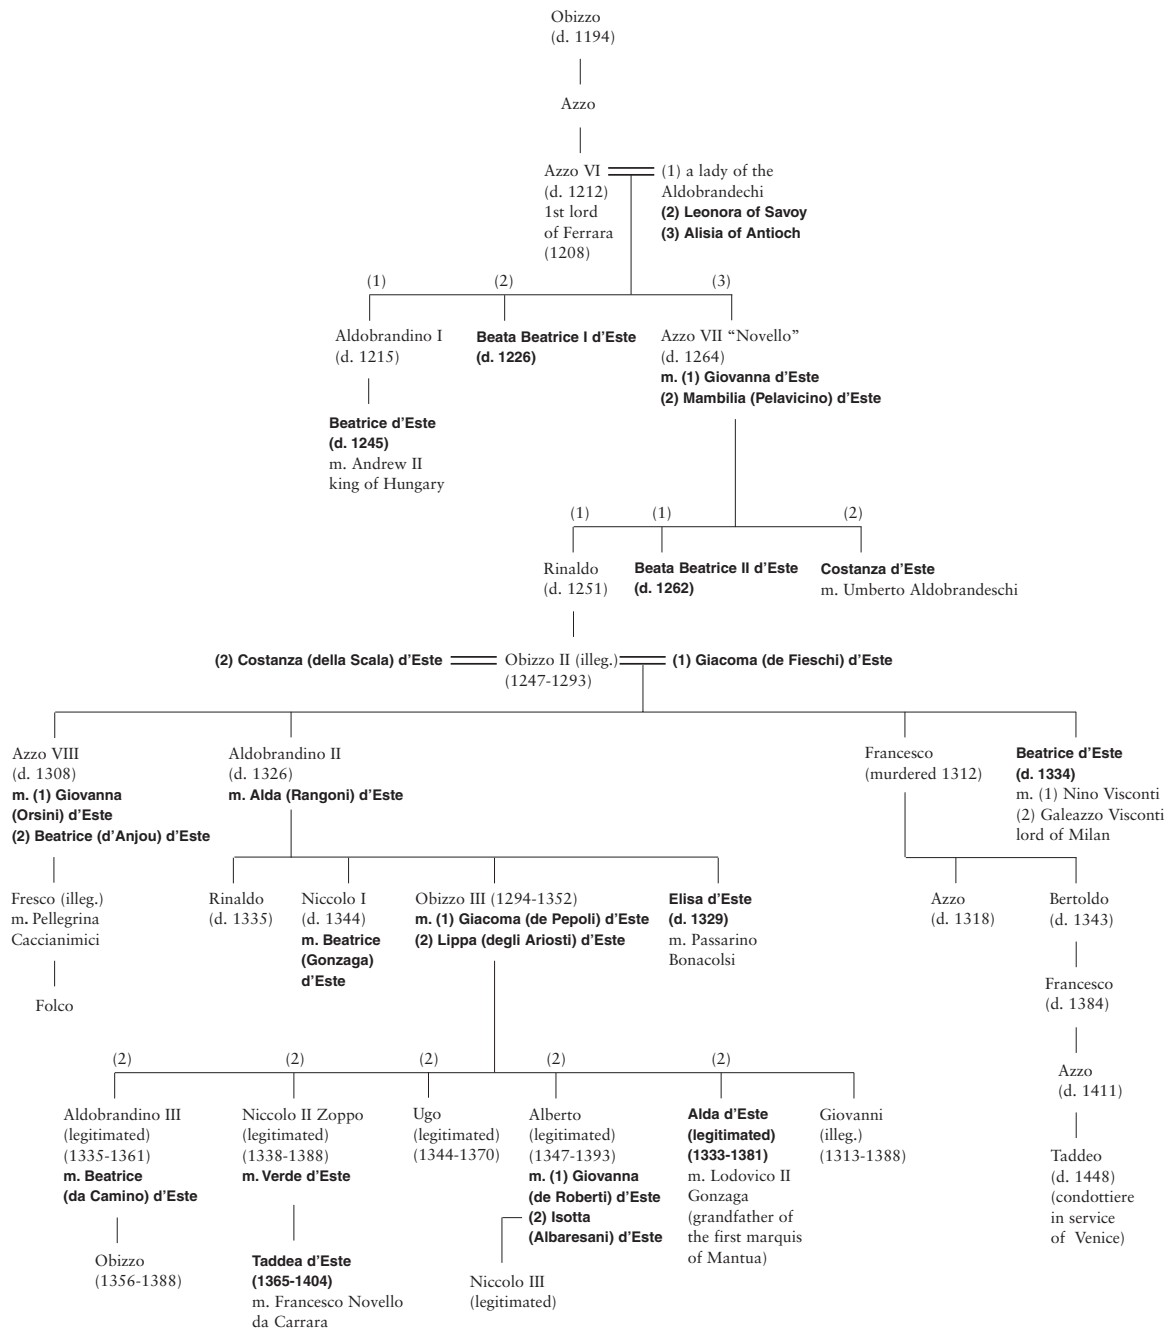 Obizzo
(d. 1194)
Azzo
Azzo VI
(d. 1212)
1st lord
of Ferrara
(1208)
(1) a lady of the
Aldobrandechi
(2) Leonora of Savoy
(3) Alisia of Antioch
(1)
(2)
(3)
Aldobrandino I
(d. 1215)
Beata Beatrice I d'Este
(d. 1226)
Azzo VII “Novello”
(d. 1264)
m. (1) Giovanna d'Este
(2) Mambilia (Pelavicino) d'Este
Beatrice d'Este
(d. 1245)
m. Andrew II
king of Hungary
(1)
(1)
(2)
Rinaldo
(d. 1251)
Beata Beatrice II d'Este
(d. 1262)
Costanza d'Este
m. Umberto Aldobrandeschi
(2) Costanza (della Scala) d'Este
Obizzo II (illeg.)
(1247-1293)
(1) Giacoma (de Fieschi) d'Este
Azzo VIII
(d. 1308)
m. (1) Giovanna
(Orsini) d'Este
(2) Beatrice (d'Anjou) d'Este
Aldobrandino II
(d. 1326)
m. Alda (Rangoni) d'Este
Francesco
(murdered 1312)
Beatrice d'Este
(d. 1334)
m. (1) Nino Visconti
(2) Galeazzo Visconti
lord of Milan
Fresco (illeg.)
m. Pellegrina
Caccianimici
Rinaldo
(d. 1335)
Niccolo I
(d. 1344)
m. Beatrice
(Gonzaga)
d'Este
Obizzo III (1294-1352)
m. (1) Giacoma (de Pepoli) d'Este
(2) Lippa (degli Ariosti) d'Este
Elisa d'Este
(d. 1329)
m. Passarino
Bonacolsi
Azzo
(d. 1318)
Bertoldo
(d. 1343)
Folco
Francesco
(d. 1384)
(2)
(2)
(2)
(2)
(2)
Azzo
(d. 1411)
Aldobrandino III
(legitimated)
(1335-1361)
m. Beatrice
(da Camino) d'Este
Niccolo II Zoppo
(legitimated)
(1338-1388)
m. Verde d'Este
Ugo
(legitimated)
(1344-1370)
Alberto
(legitimated)
(1347-1393)
m. (1) Giovanna
(de Roberti) d'Este
(2) Isotta
(Albaresani) d'Este
Alda d'Este
(legitimated)
(1333-1381)
m. Lodovico II
Gonzaga
(grandfather of
the first marquis
of Mantua)
Giovanni
(illeg.)
(1313-1388)
Taddeo
(d. 1448)
(condottiere
in service
of Venice)
Obizzo
(1356-1388)
Taddea d'Este
(1365-1404)
m. Francesco Novello
da Carrara
Niccolo III
(legitimated)